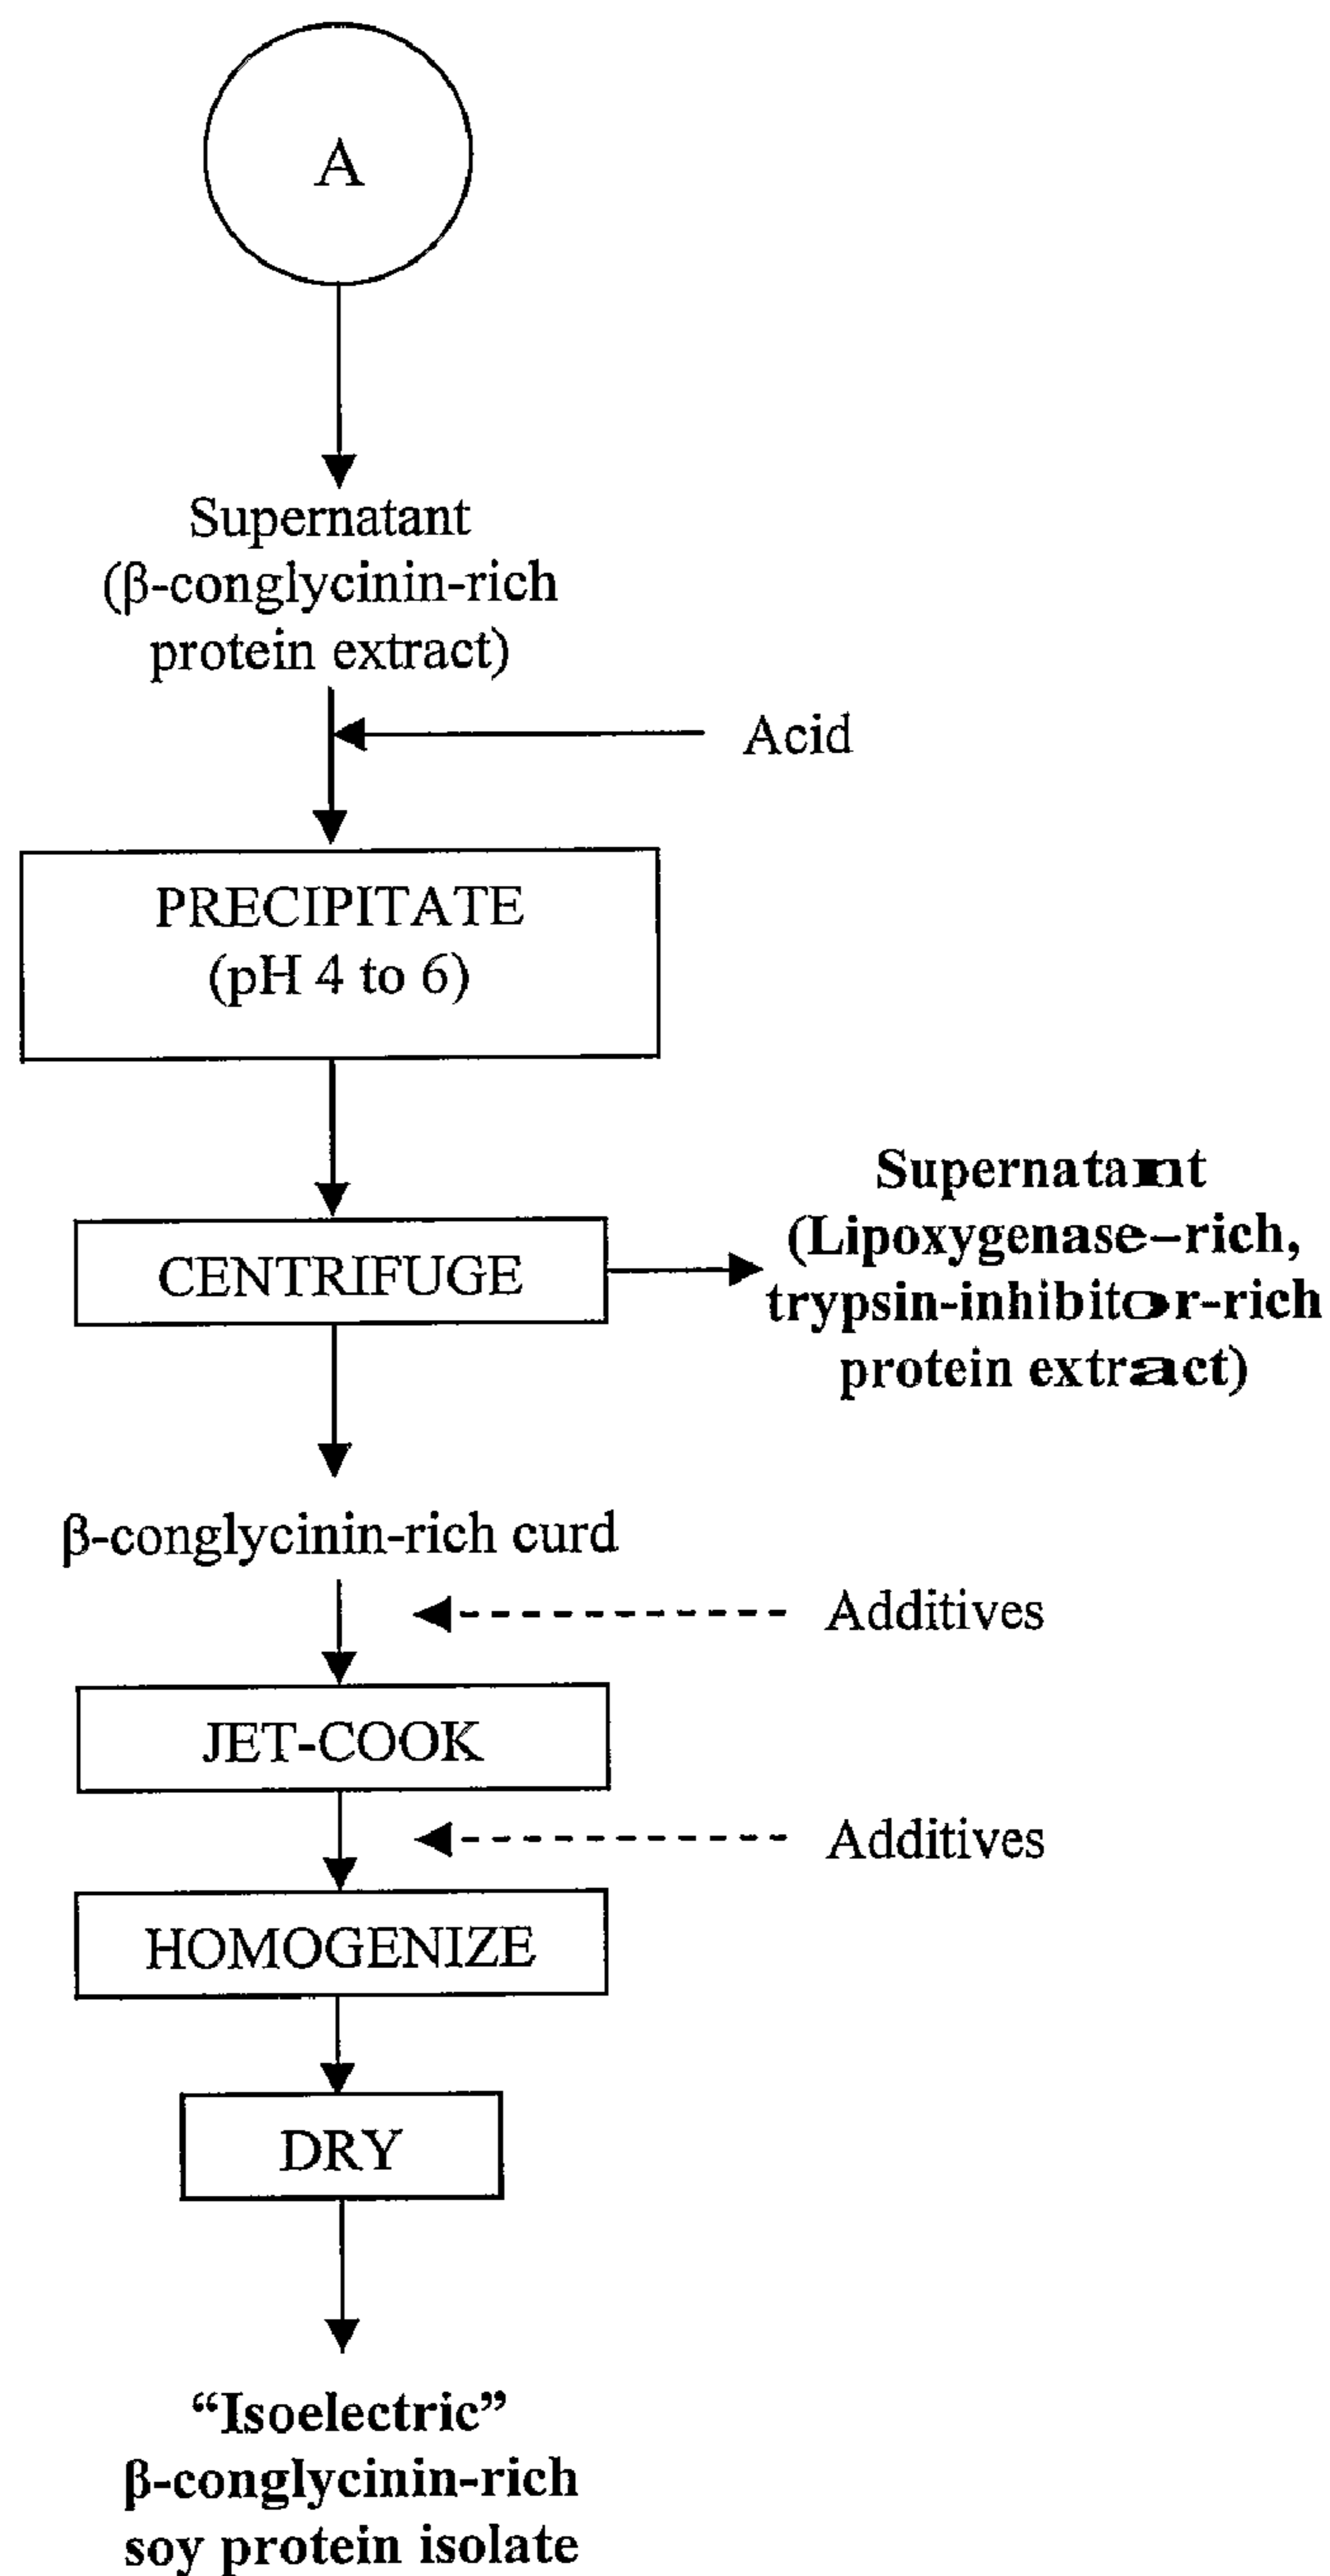 A
Supernatant
(β-conglycinin-rich
protein extract)
Acid
PRECIPITATE
(pH 4 to 6)
CENTRIFUGE
Supernatant
(Lipoxygenase-rich,
trypsin-inhibitor-rich
protein extract)
β-conglycinin-rich curd
Additives
JET-COOK
Additives
HOMOGENIZE
DRY
“Isoelectric”
β-conglycinin-rich
soy protein isolate